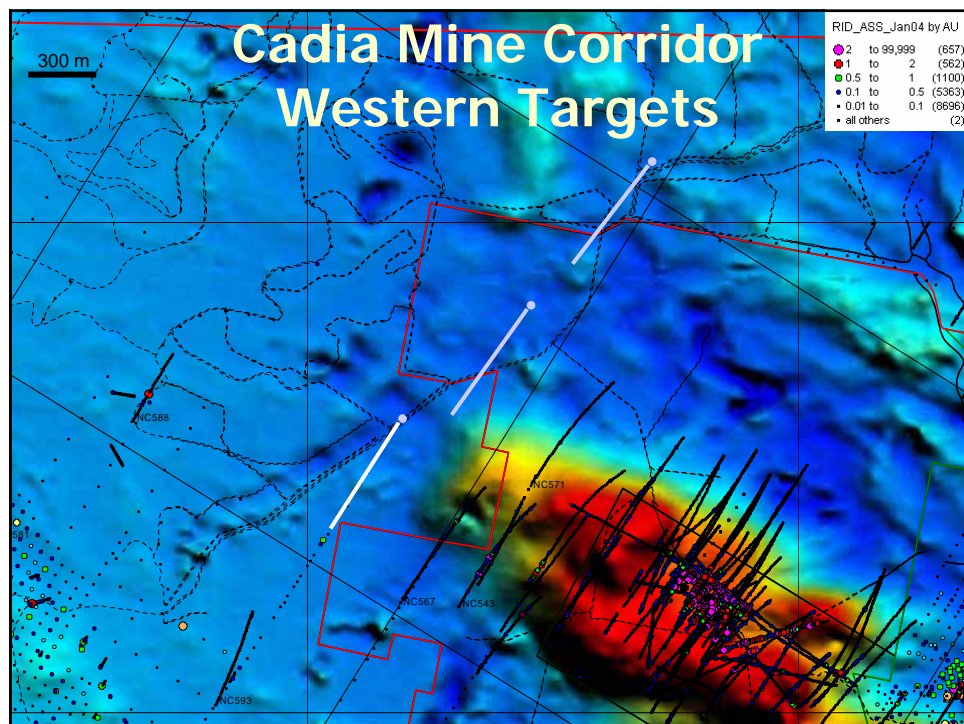 Cadia Mine Corridor
Western Targets
300 m
RID_ASS_Jan04 by AU
2 to 99,999 (657)
1 to 2 (562)
0.5 to 1 (1100)
0.1 to 0.5 (5363)
0.01 to 0.1 (8696)
all others (2)
NC588
NC571
581
NC567
NC543
NC593